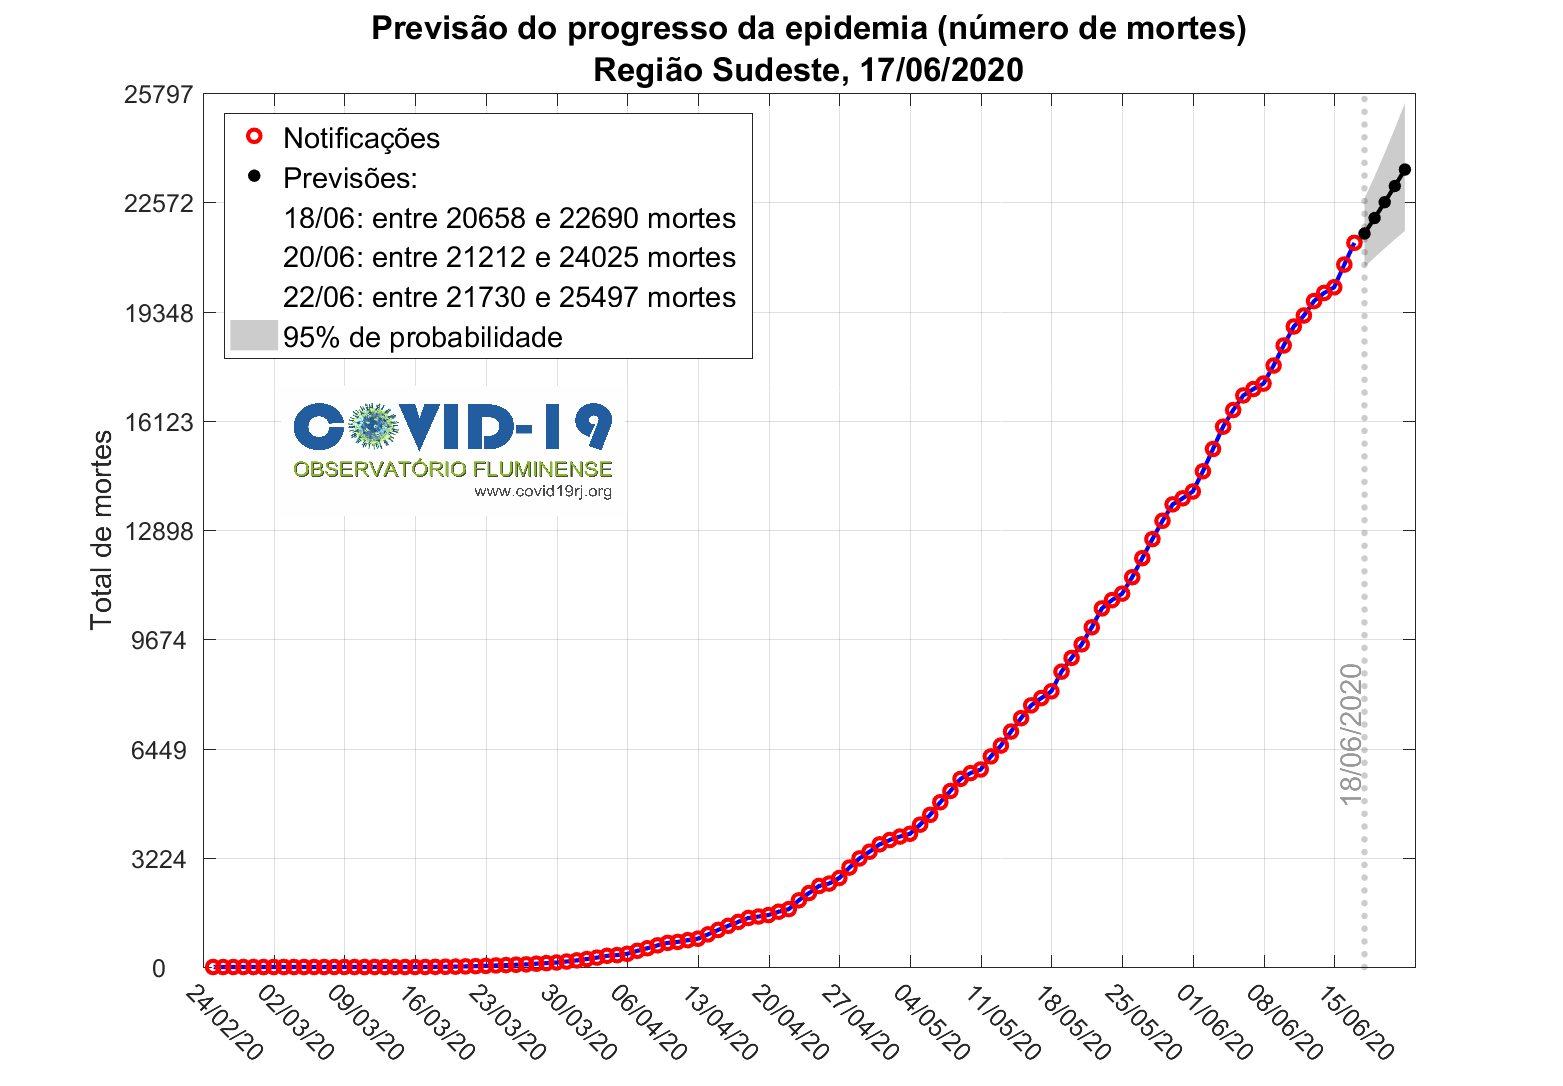 Previsão do progresso da epidemia (número de mortes)
Região Sudeste, 17/06/2020
25797
22572
19348
16123
12898
9674
6449
3224
0
Total de mortes
Notificações
Previsões:
18/06: entre 20658 e 22690 mortes
20/06: entre 21212 e 24025 mortes
22/06: entre 21730 e 25497 mortes
95% de probabilidade
COVID-19
OBSERVATÓRIO FLUMINENSE
www.covid19rj.org
18/06/2020
24/02/20
02/03/20
09/03/20
16/03/20
23/03/20
30/03/20
06/04/20
13/04/20
20/04/20
27/04/20
04/05/20
11/05/20
18/05/20
25/05/20
01/06/20
08/06/20
15/06/20